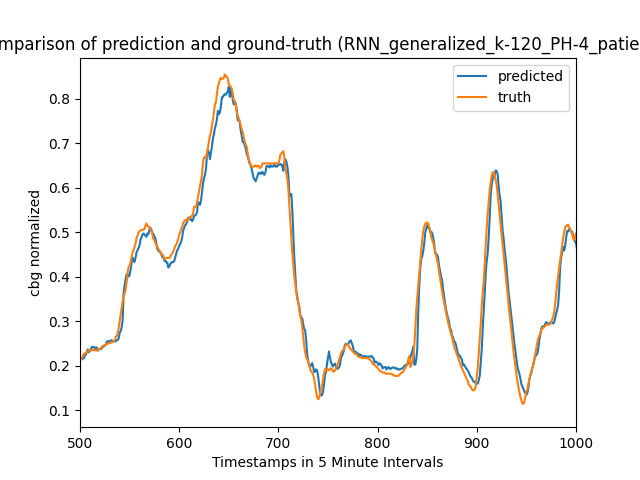 mparison of prediction and ground-truth (RNN_generalized_k-120_PH-4_patie
predicted
truth
cbg normalized
0.8
0.7
0.6
0.5
0.4
0.3
0.2
0.1
500 600 700 800 900 1000
Timestamps in 5 Minute Intervals